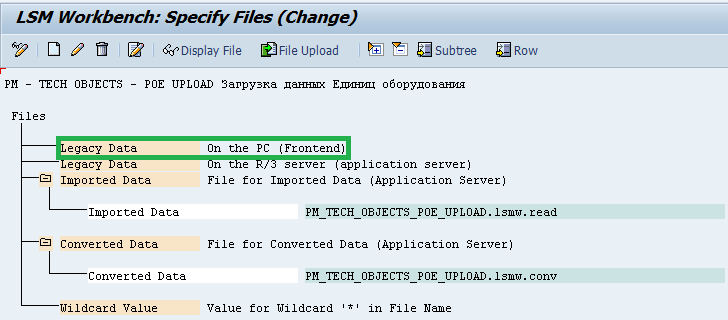 LSM Workbench: Specify Files (Change)
Display File File Upload Subtree Row
PM - TECH OBJECTS - POE UPLOAD Загрузка данных Единиц оборудования
Files
Legacy Data On the PC (Frontend)
Legacy Data On the R/3 server (application server)
Imported Data File for Imported Data (Application Server)
Imported Data PM_TECH_OBJECTS_POE_UPLOAD.lsmw.read
Converted Data File for Converted Data (Application Server)
Converted Data PM_TECH_OBJECTS_POE_UPLOAD.lsmw.conv
Wildcard Value Value for Wildcard '*' in File Name